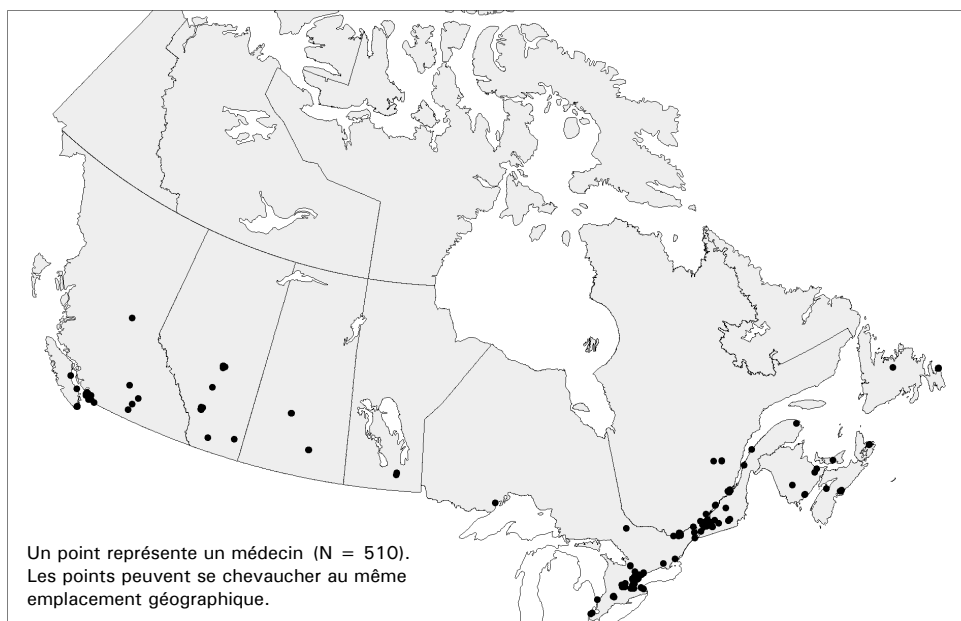 Un point représente un médecin (N = 510).
Les points peuvent se chevaucher au même
emplacement géographique.